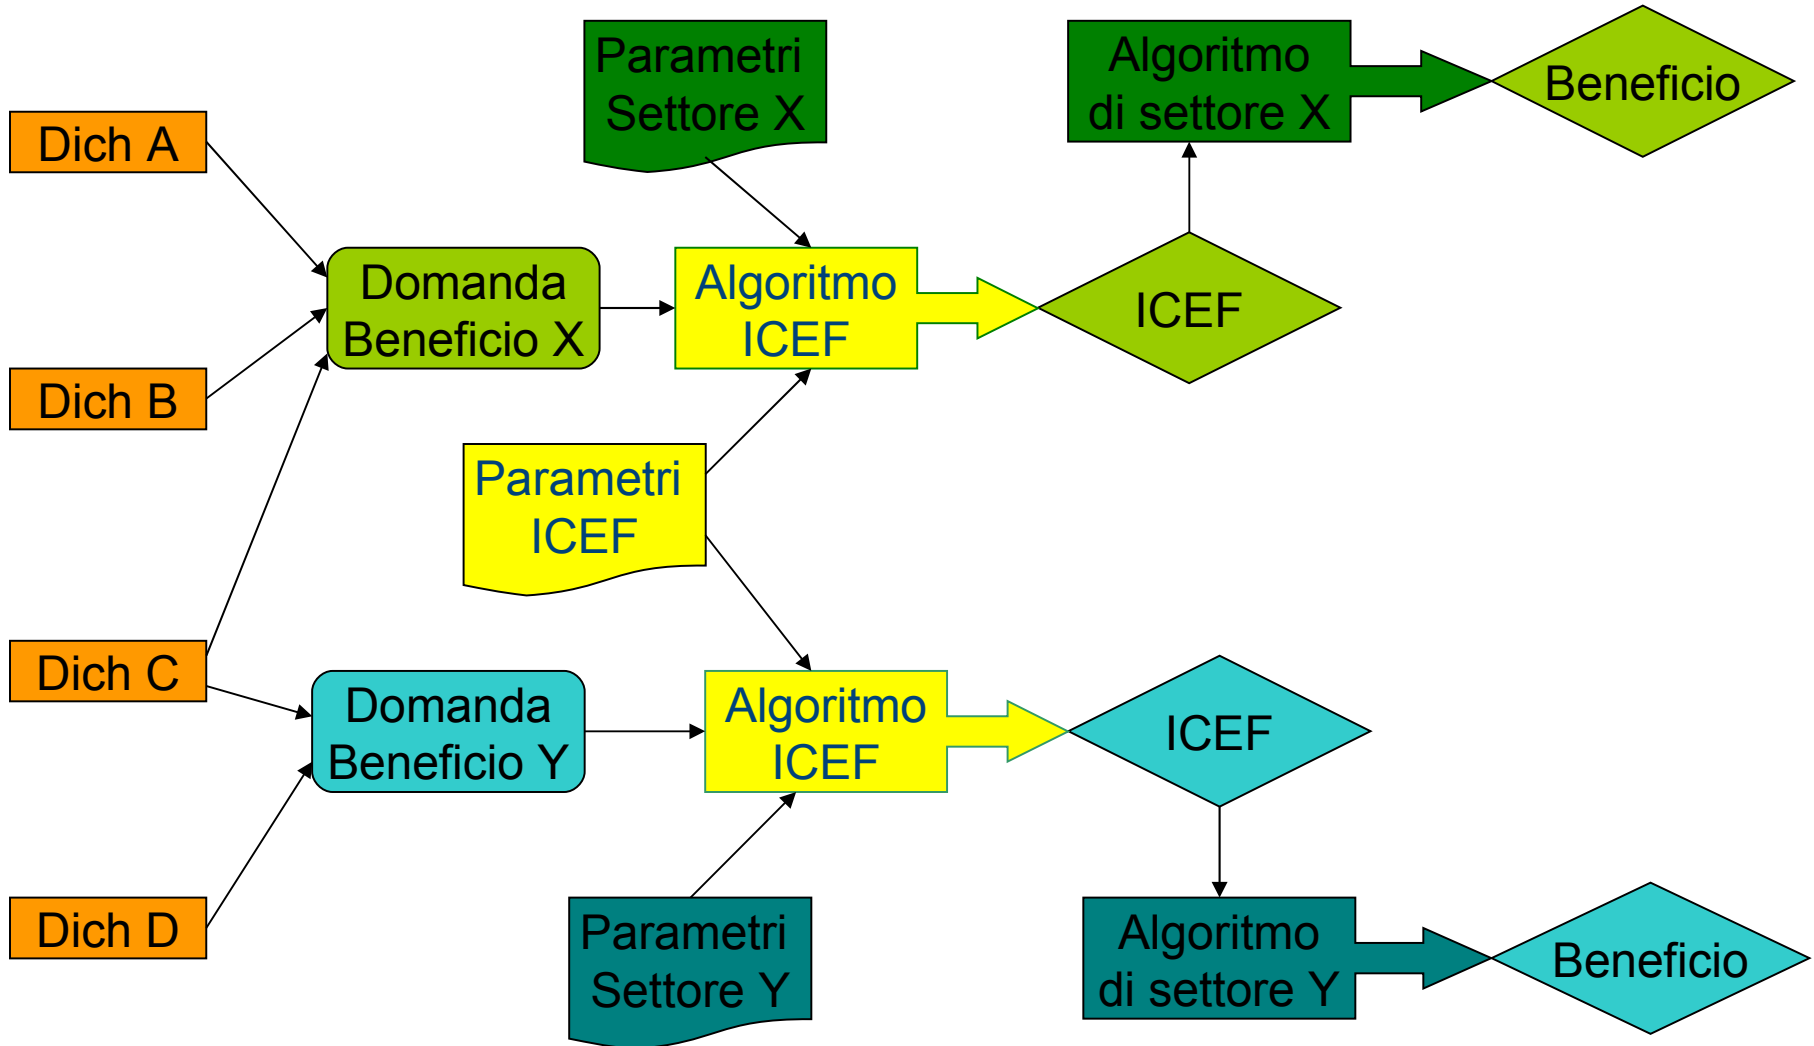 Parametri
Settore X
Algoritmo
di settore X
Beneficio
Dich A
Domanda
Beneficio X
Algoritmo
ICEF
ICEF
Dich B
Parametri
ICEF
Dich C
Domanda
Beneficio Y
Algoritmo
ICEF
ICEF
Dich D
Parametri
Settore Y
Algoritmo
di settore Y
Beneficio